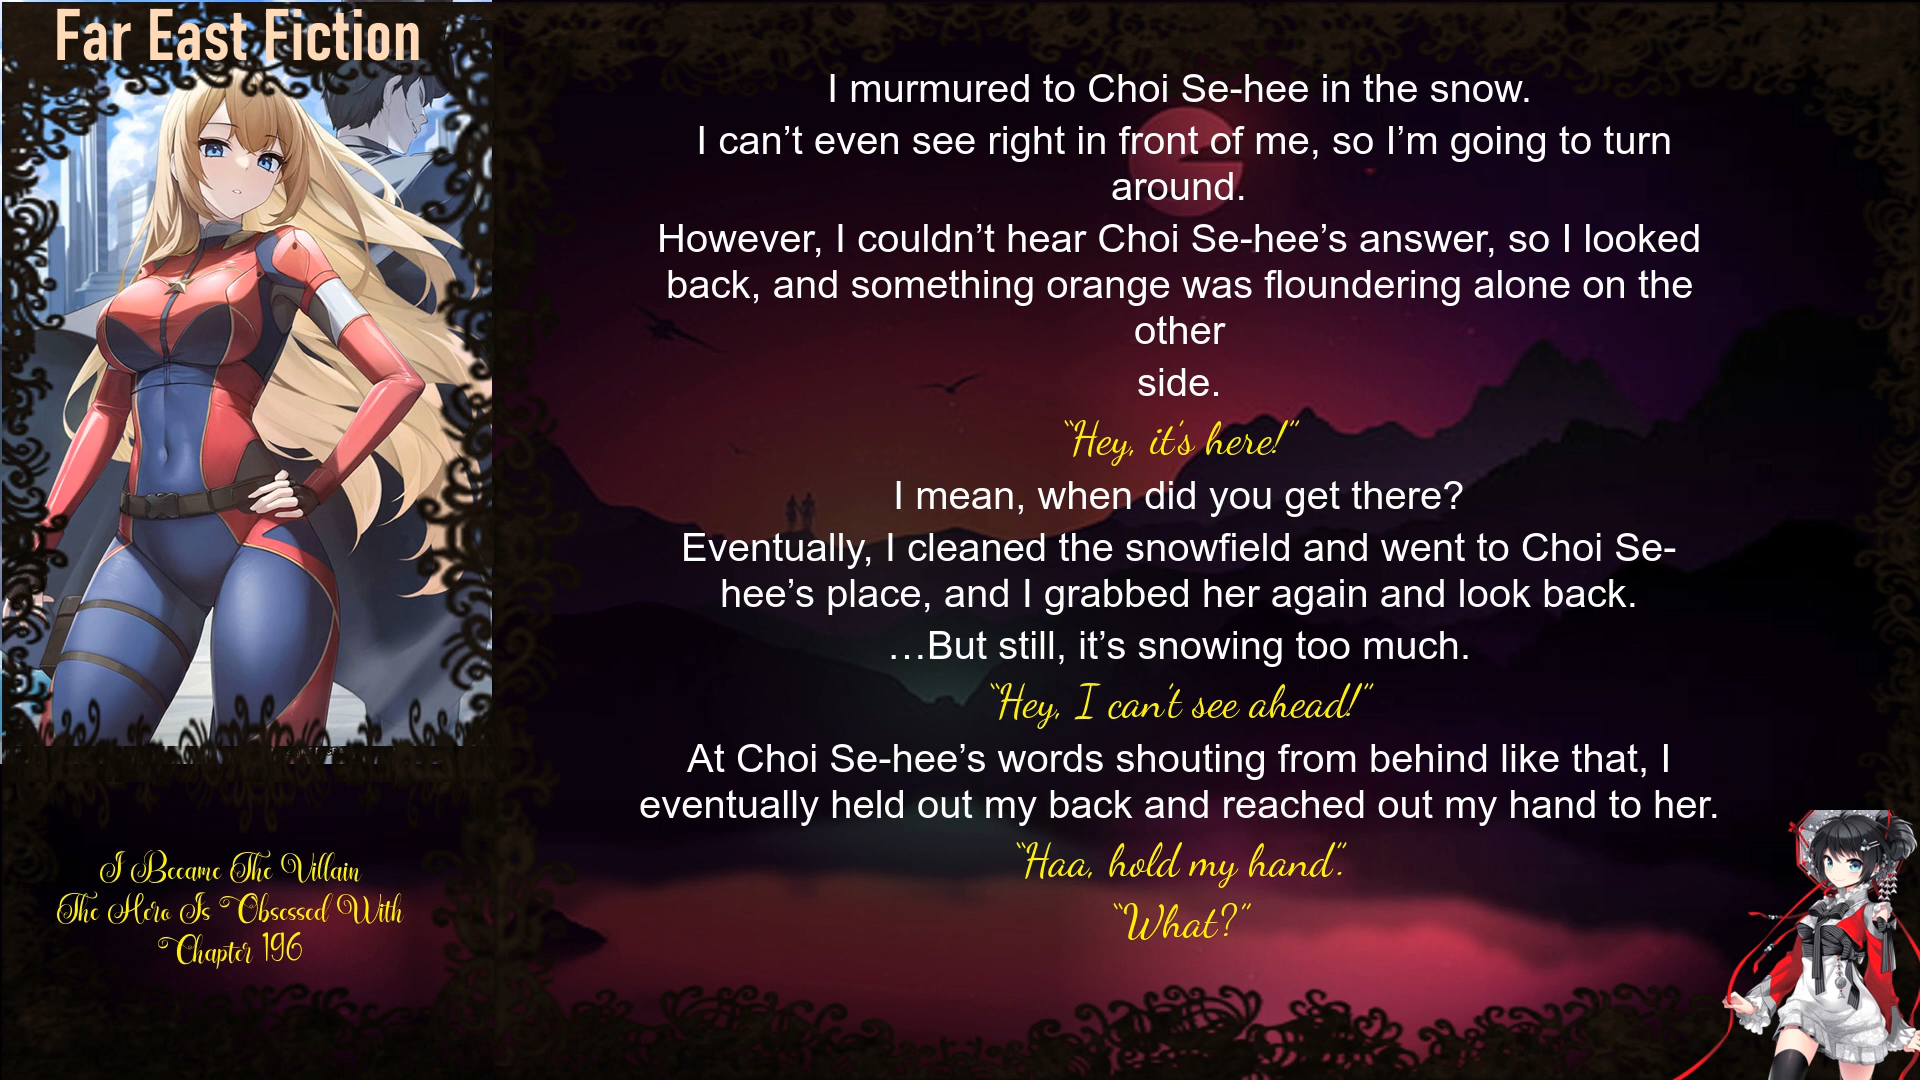 Far East Fiction
I murmured to Choi Se-hee in the snow.
I can’t even see right in front of me, so I’m going to turn
around.
However, I couldn’t hear Choi Se-hee’s answer, so I looked
back, and something orange was floundering alone on the
other
side.
“Hey, it’s here!”
I mean, when did you get there?
Eventually, I cleaned the snowfield and went to Choi Se-
hee’s place, and I grabbed her again and look back.
…But still, it’s snowing too much.
“Hey, I can’t see ahead!”
At Choi Se-hee’s words shouting from behind like that, I
eventually held out my back and reached out my hand to her.
“Haa, hold my hand”.
“What?”
I Became The Villain
The Hero Is Obsessed With
Chapter 196